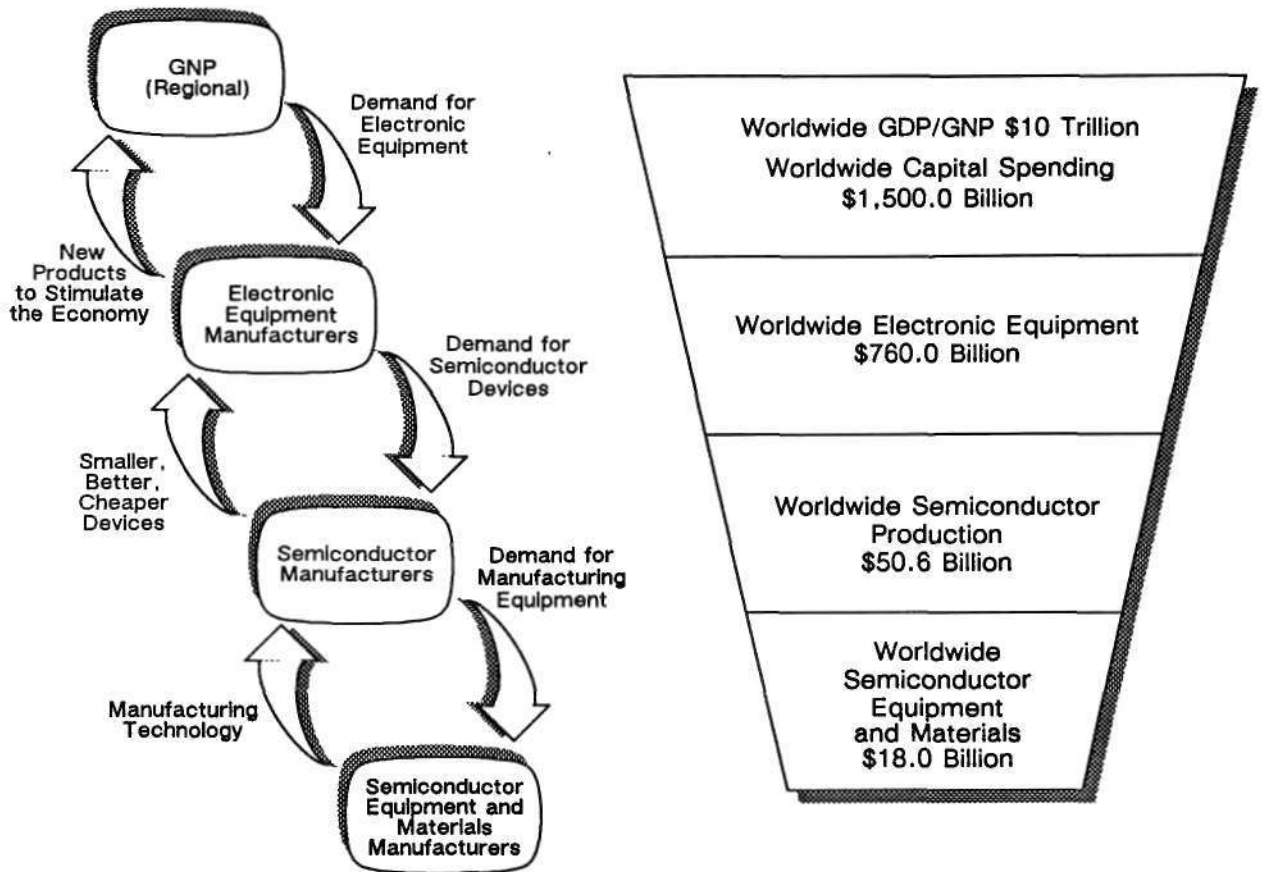 GNP
(Regional)
Demand for
Electronic
Equipment
New
Products
to Stimulate
the Economy
Electronic
Equipment
Manufacturers
Demand for
Semiconductor
Devices
Smaller,
Better,
Cheaper
Devices
Semiconductor
Manufacturers
Demand for
Manufacturing
Equipment
Manufacturing
Technology
Semiconductor
Equipment and
Materials
Manufacturers
Worldwide GDP/GNP $10 Trillion
Worldwide Capital Spending
$1,500.0 Billion
Worldwide Electronic Equipment
$760.0 Billion
Worldwide Semiconductor
Production
$50.6 Billion
Worldwide
Semiconductor
Equipment
and Materials
$18.0 Billion